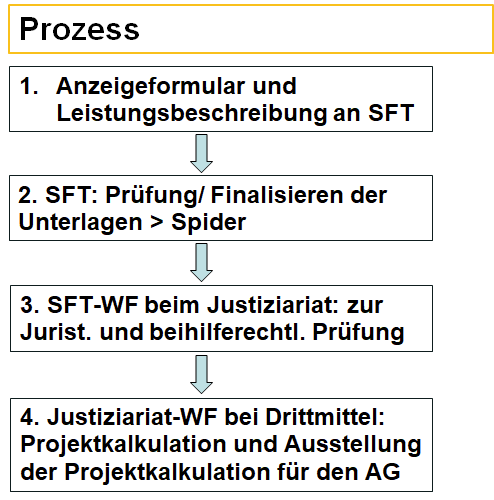 Prozess
1. Anzeigeformular und
Leistungsbeschreibung an SFT
2. SFT: Prüfung/ Finalisieren der
Unterlagen > Spider
3. SFT-WF beim Justiziariat: zur
Jurist. und beihilferechtl. Prüfung
4. Justiziariat-WF bei Drittmittel:
Projektkalkulation und Ausstellung
der Projektkalkulation für den AG